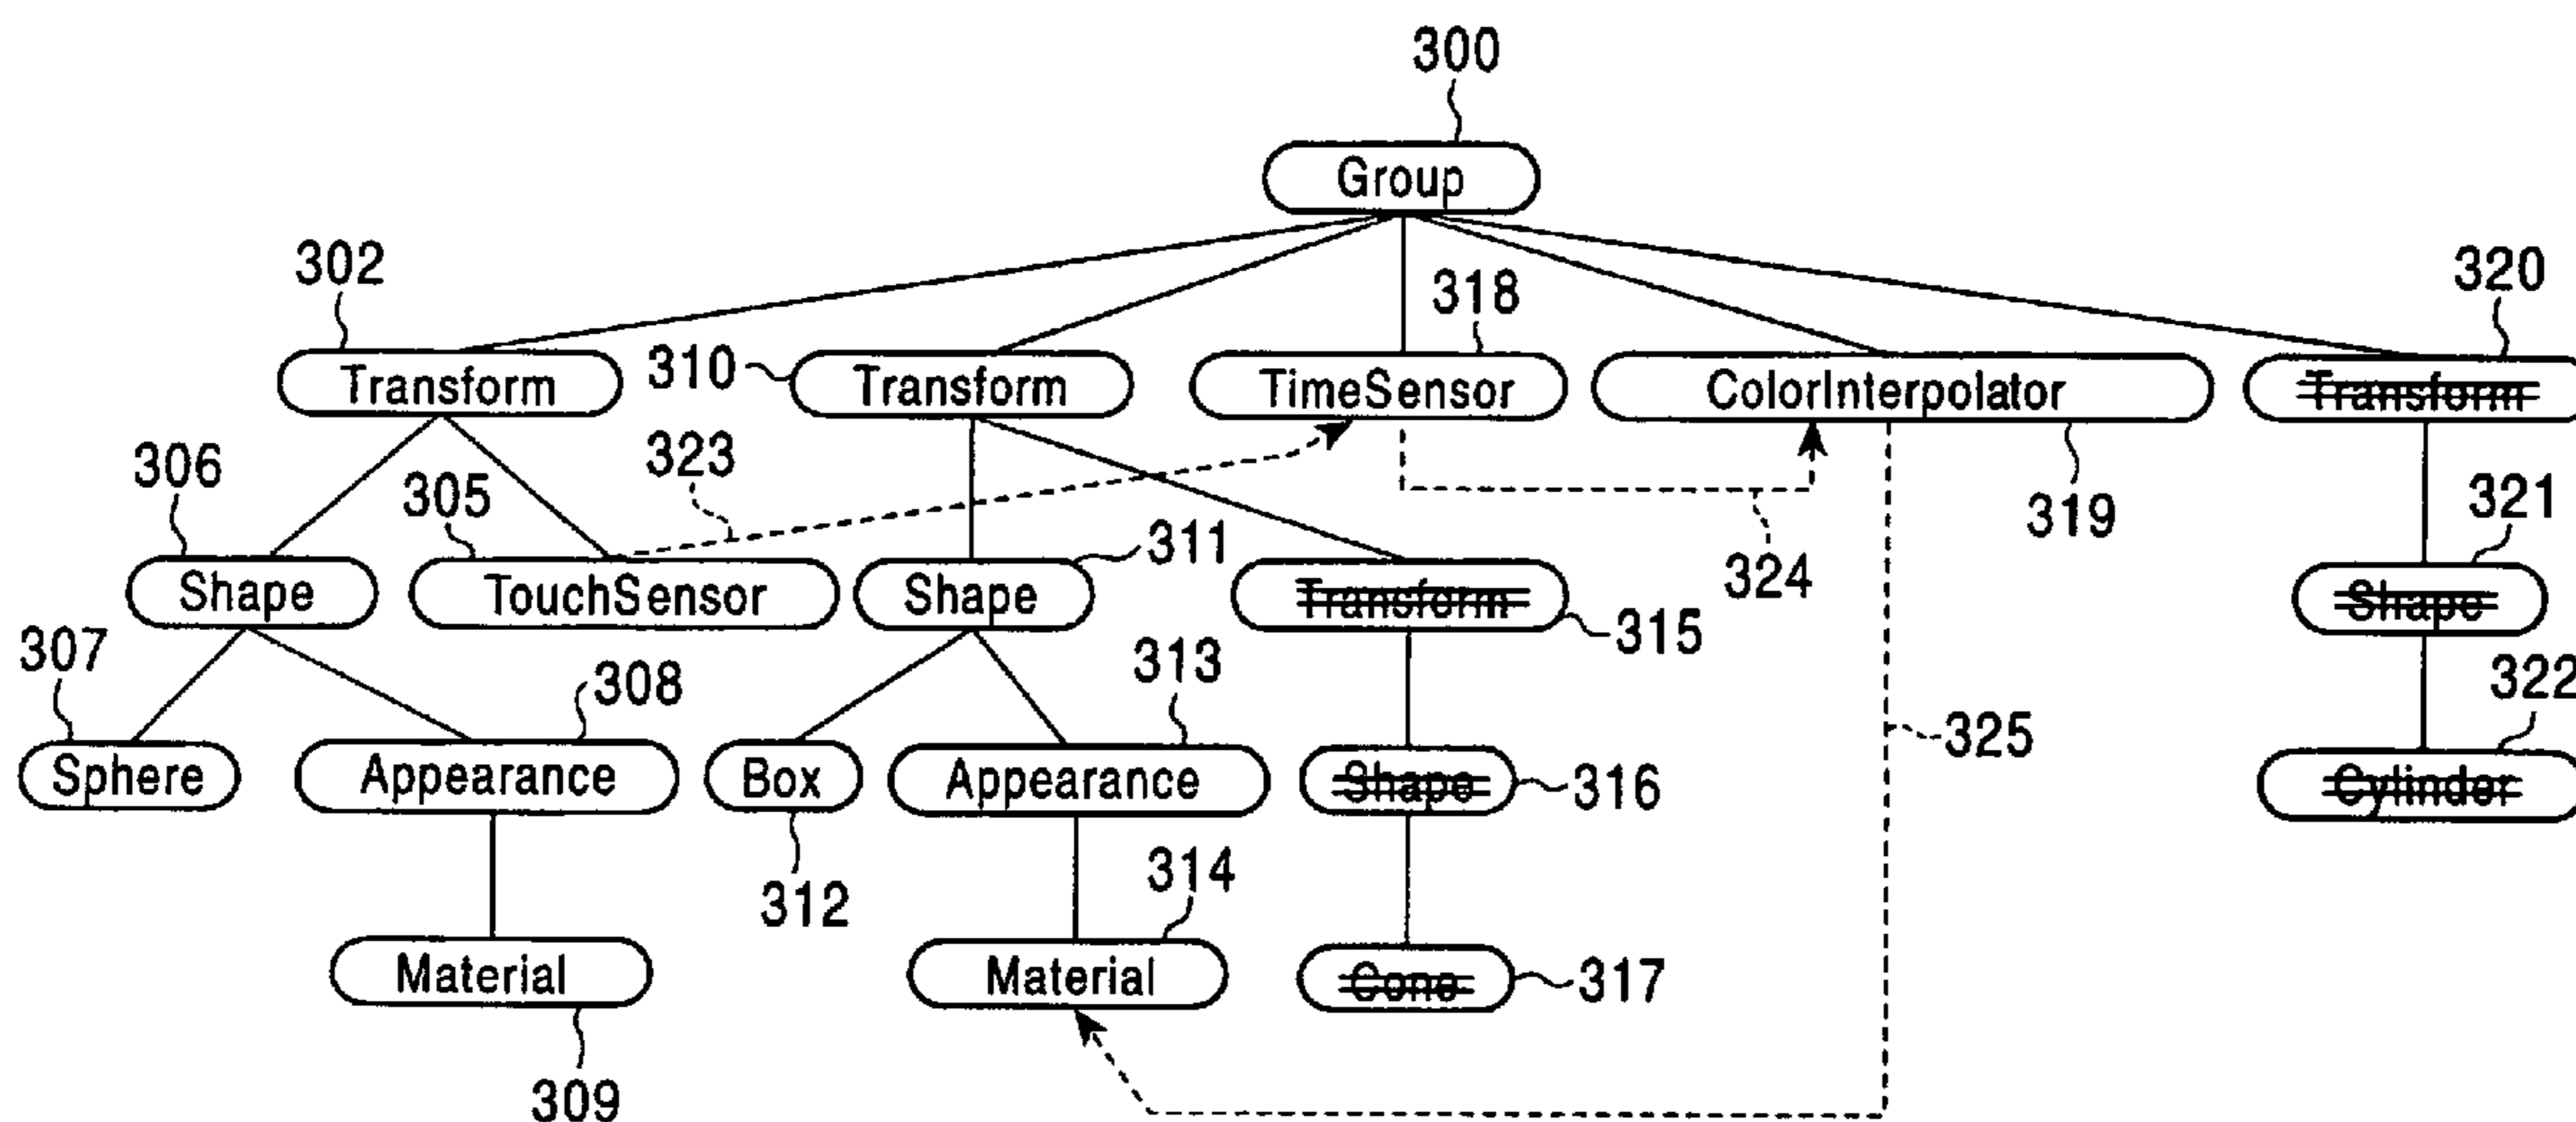 300
Group
302
318
320
310
Transform
Transform
TimeSensor
ColorInterpolator
Transform
306
305
323
319
321
311
324
Shape
TouchSensor
Shape
Transform
Shape
315
307
308
313
322
325
Sphere
Appearance
Box
Appearance
Shape
316
Cylinder
312
314
Material
Material
Cone
317
309